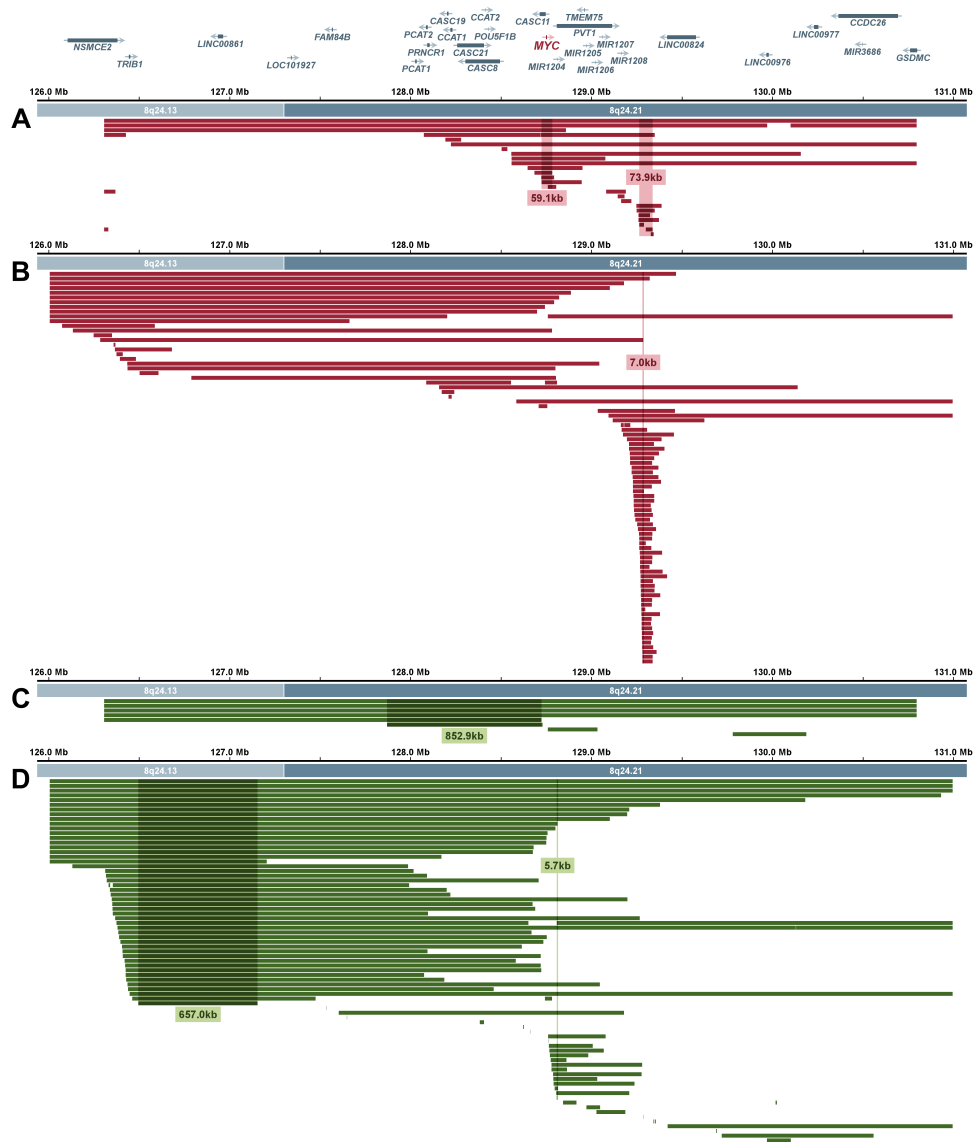 CCAT2 TMEM75 CCDC26
CASC19 CASC11 LINC00977
PCAT2 CCAT1 POU5F1B PVT1
NSMCE2 LINC00861 FAM84B PRNCR1 CASC21 MYC MIR1205 MIR1207 LINC00824 MIR3686
TRIB1 LOC101927 PCAT1 CASC8 MIR1204 MIR1206 MIR1208 LINC00976 GSDMC
126.0 Mb 127.0 Mb 128.0 Mb 129.0 Mb 130.0 Mb 131.0 Mb
A 8q24.13 8q24.21
73.9kb
59.1kb
126.0 Mb 127.0 Mb 128.0 Mb 129.0 Mb 130.0 Mb 131.0 Mb
B 8q24.13 8q24.21
7.0kb
126.0 Mb 127.0 Mb 128.0 Mb 129.0 Mb 130.0 Mb 131.0 Mb
C 8q24.13 8q24.21
852.9kb
126.0 Mb 127.0 Mb 128.0 Mb 129.0 Mb 130.0 Mb 131.0 Mb
D 8q24.13 8q24.21
5.7kb
657.0kb